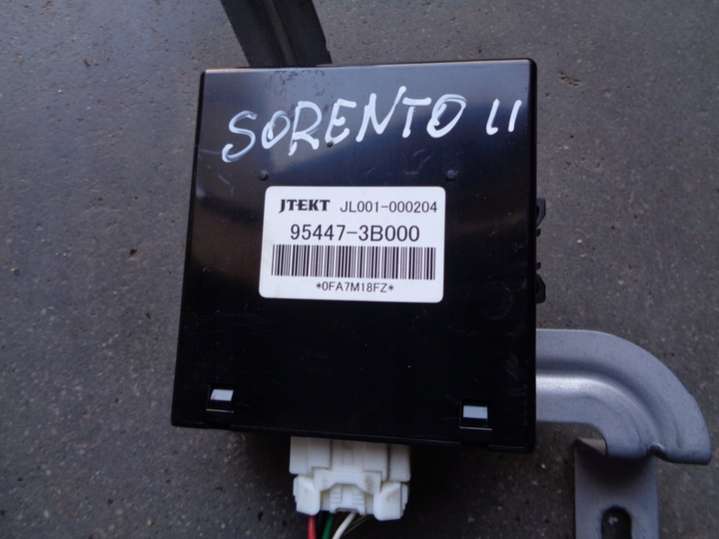 SORENTO II
JTEKT JL001-000204
95447-3B000
*0FA7M18FZ*